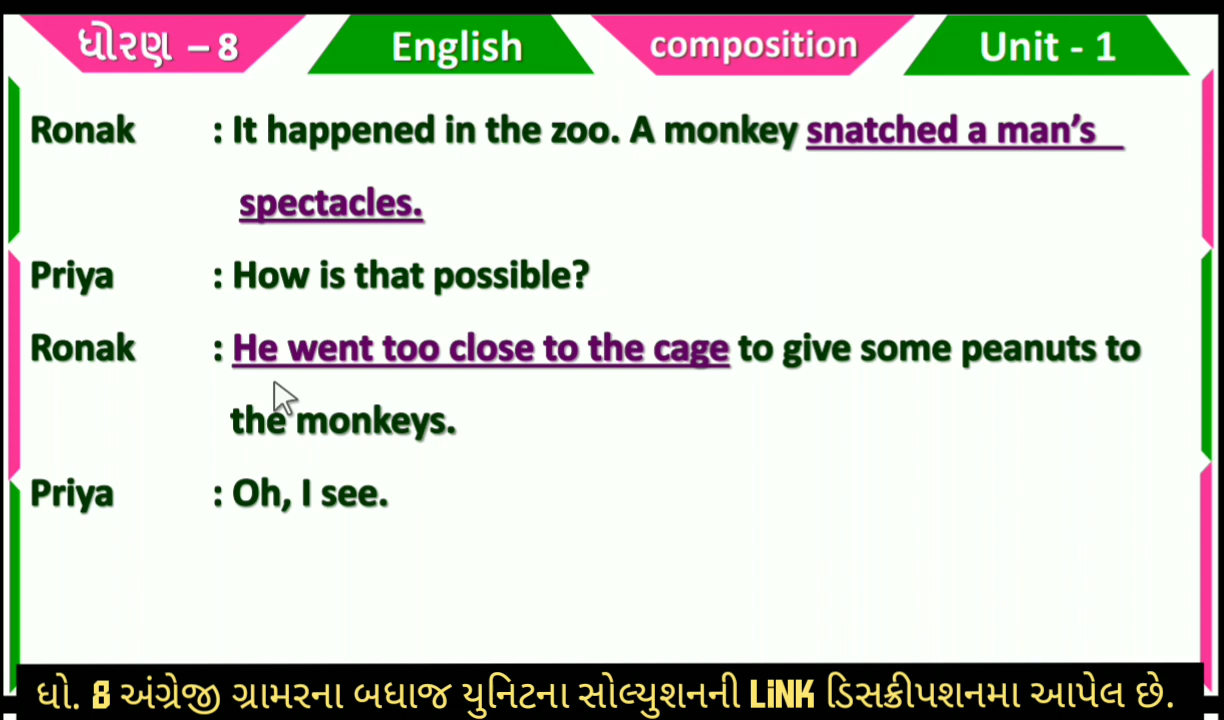 ધોરણ – 8 English composition Unit - 1
Ronak : It happened in the zoo. A monkey snatched a man’s
spectacles.
Priya : How is that possible?
Ronak : He went too close to the cage to give some peanuts to
the monkeys.
Priya : Oh, I see.
ધો. 8 અંગ્રેજી ગ્રામરના બધાજ યુનિટના સોલ્યુશનની LiNK ડિસક્રીપશનમા આપેલ છે.